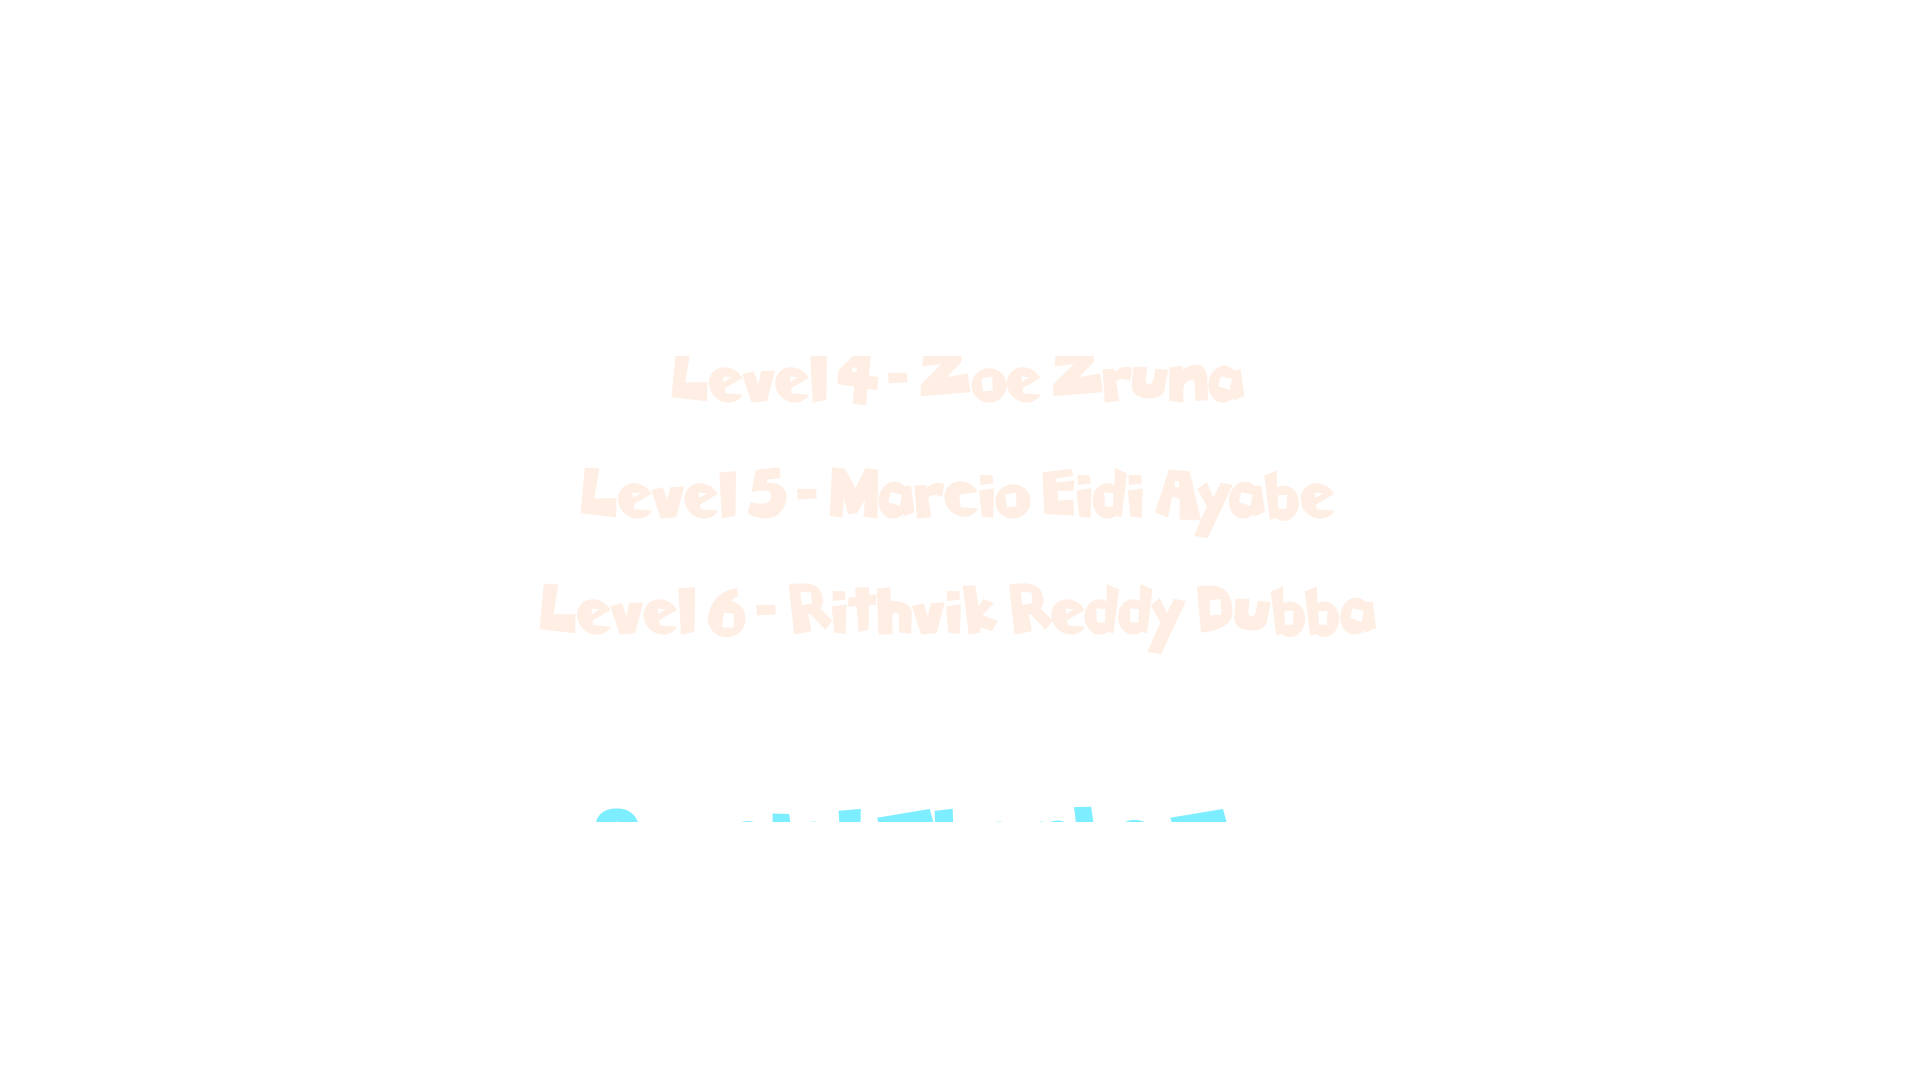 Level 4 - Zoe Zruna
Level 5 - Marcio Eidi Ayabe
Level 6 - Rithvik Reddy Dubba